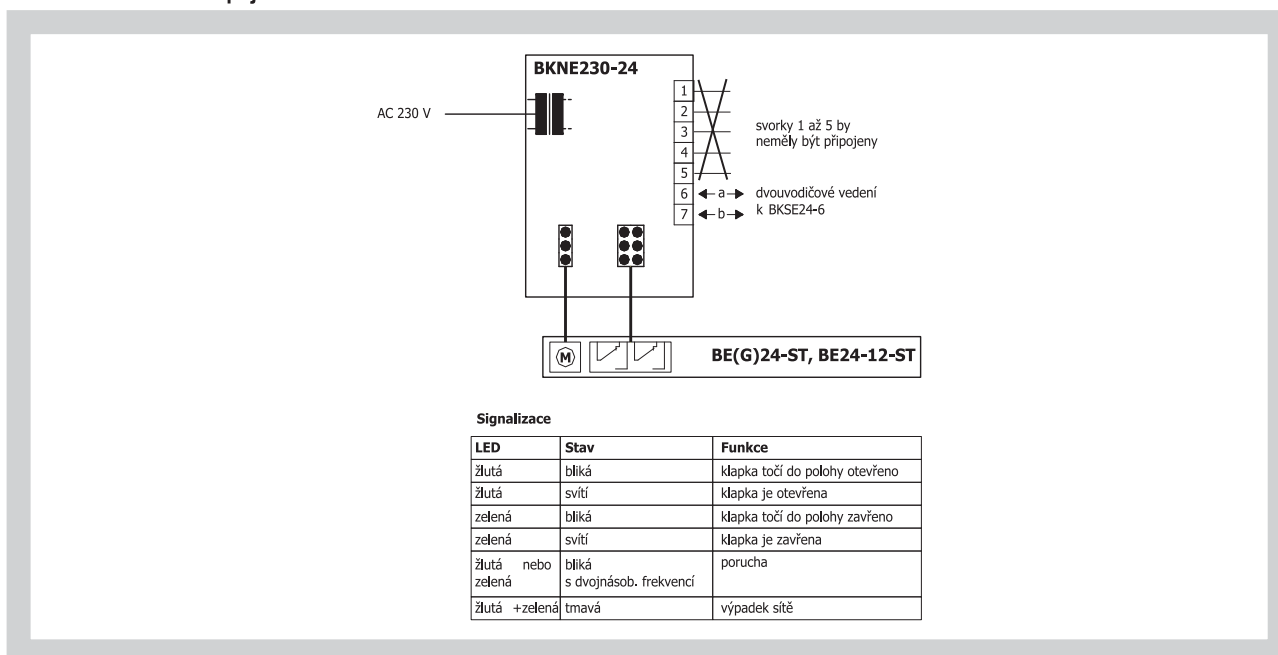 BKNE230-24
AC 230 V
1
2
3
4
5
6
7
svorky 1 až 5 by
neměly být připojeny
a
dvouvodičové vedení
b
k BKSE24-6
M
BE(G)24-ST, BE24-12-ST
Signalizace
LED Stav Funkce
žlutá bliká klapka točí do polohy otevřeno
žlutá svítí klapka je otevřena
zelená bliká klapka točí do polohy zavřeno
zelená svítí klapka je zavřena
žlutá nebo bliká porucha
zelená s dvojnásob. frekvencí
žlutá +zelená tmavá výpadek sítě